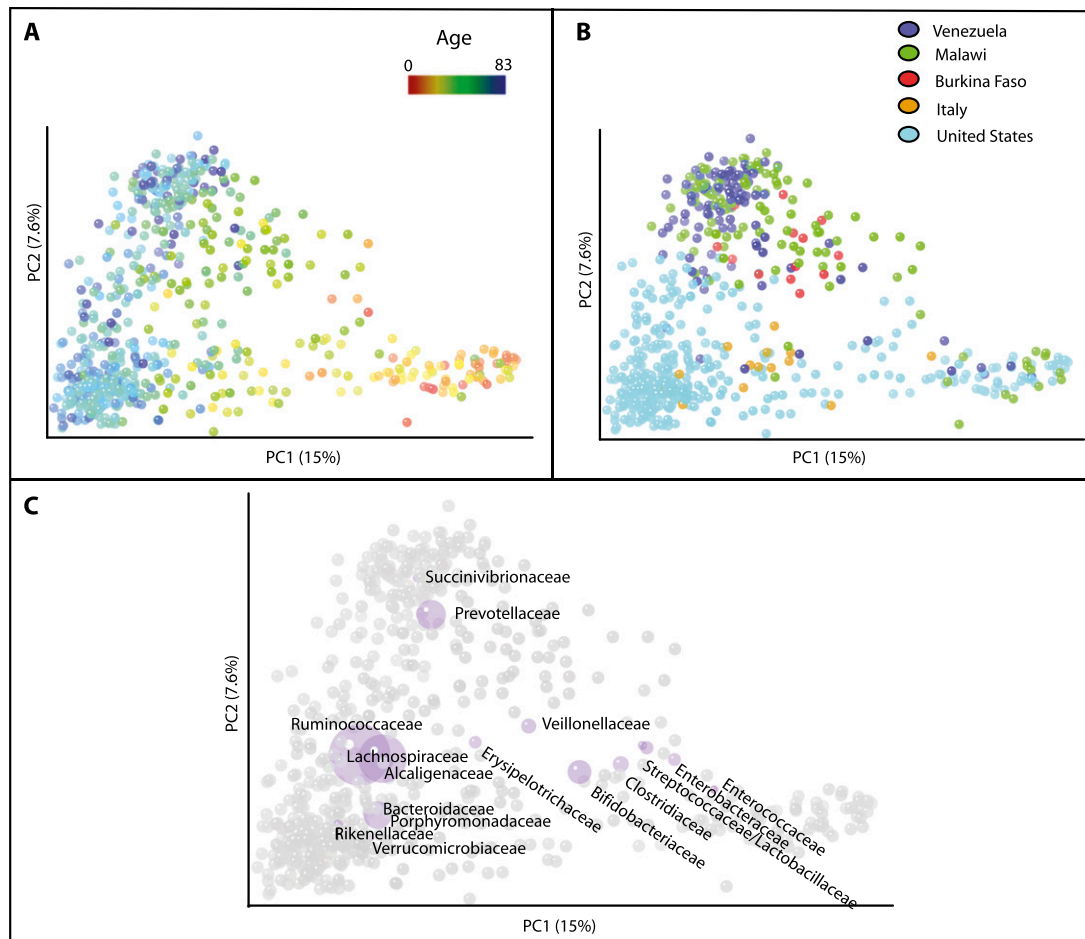 A
Age
0 83
PC2 (7.6%)
PC1 (15%)
B
Venezuela
Malawi
Burkina Faso
Italy
United States
PC2 (7.6%)
PC1 (15%)
C
Succinivibrionaceae
Prevotellaceae
Ruminococcaceae
Veillonellaceae
Lachnospiraceae
Alcaligenaceae
Erysipelotrichaceae
Bifidobacteriaceae
Clostridiaceae
Streptococcaceae/Lactobacillaceae
Enterobacteraceae
Enterococcaceae
Bacteroidaceae
Porphyromonadaceae
Rikenellaceae
Verrucomicrobiaceae
PC2 (7.6%)
PC1 (15%)